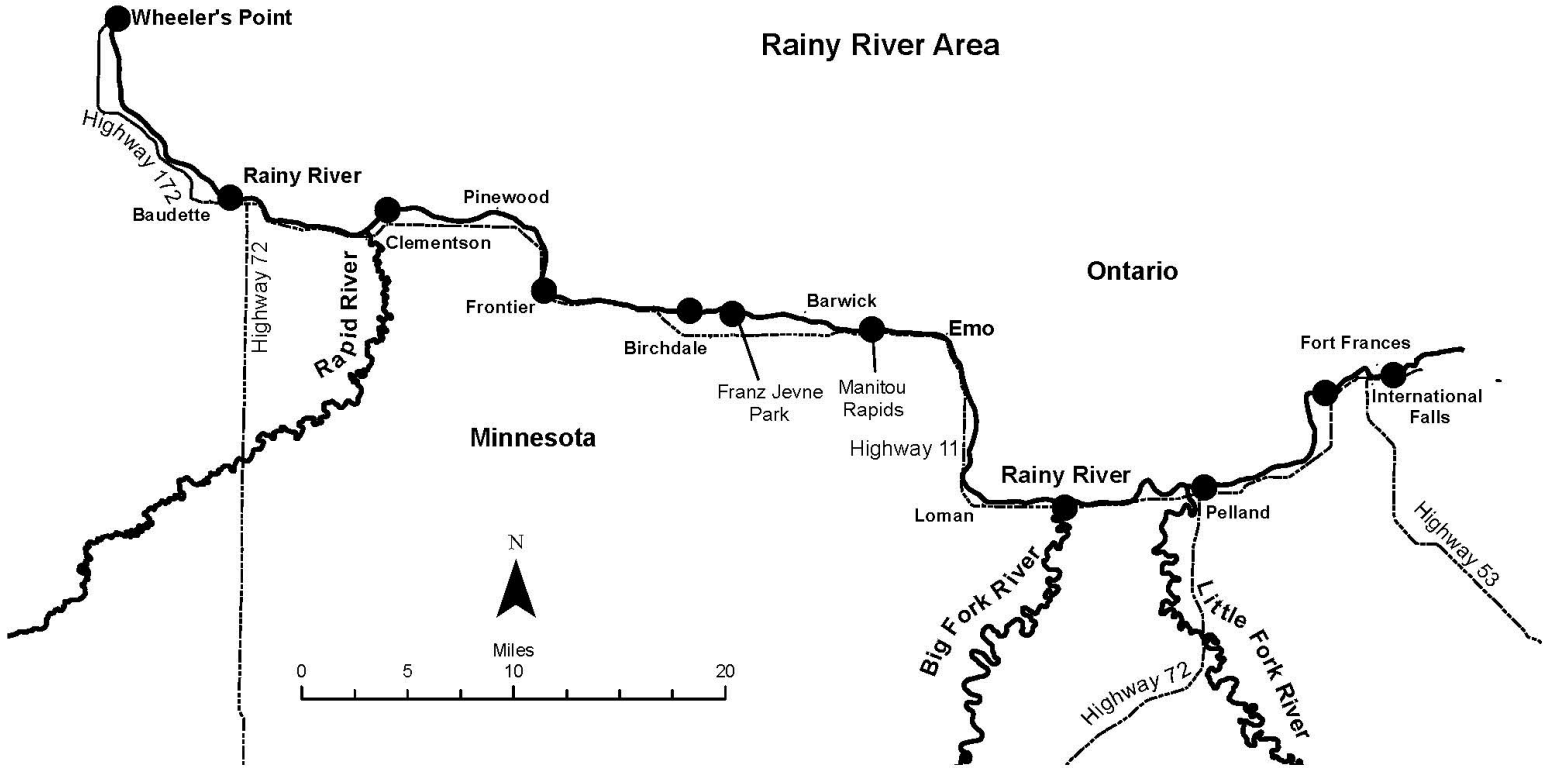 Wheeler's Point
Rainy River Area
Highway 172
Rainy River
Baudette
Pinewood
Clementson
Highway 72
Rapid River
Ontario
Frontier
Barwick
Emo
Birchdale
Fort Frances
Franz Jevne
Park
Manitou
Rapids
International
Falls
Minnesota
Highway 11
Rainy River
Loman
Pelland
Highway 53
N
Big Fork River
Little Fork River
Miles
0 5 10 20
Highway 72